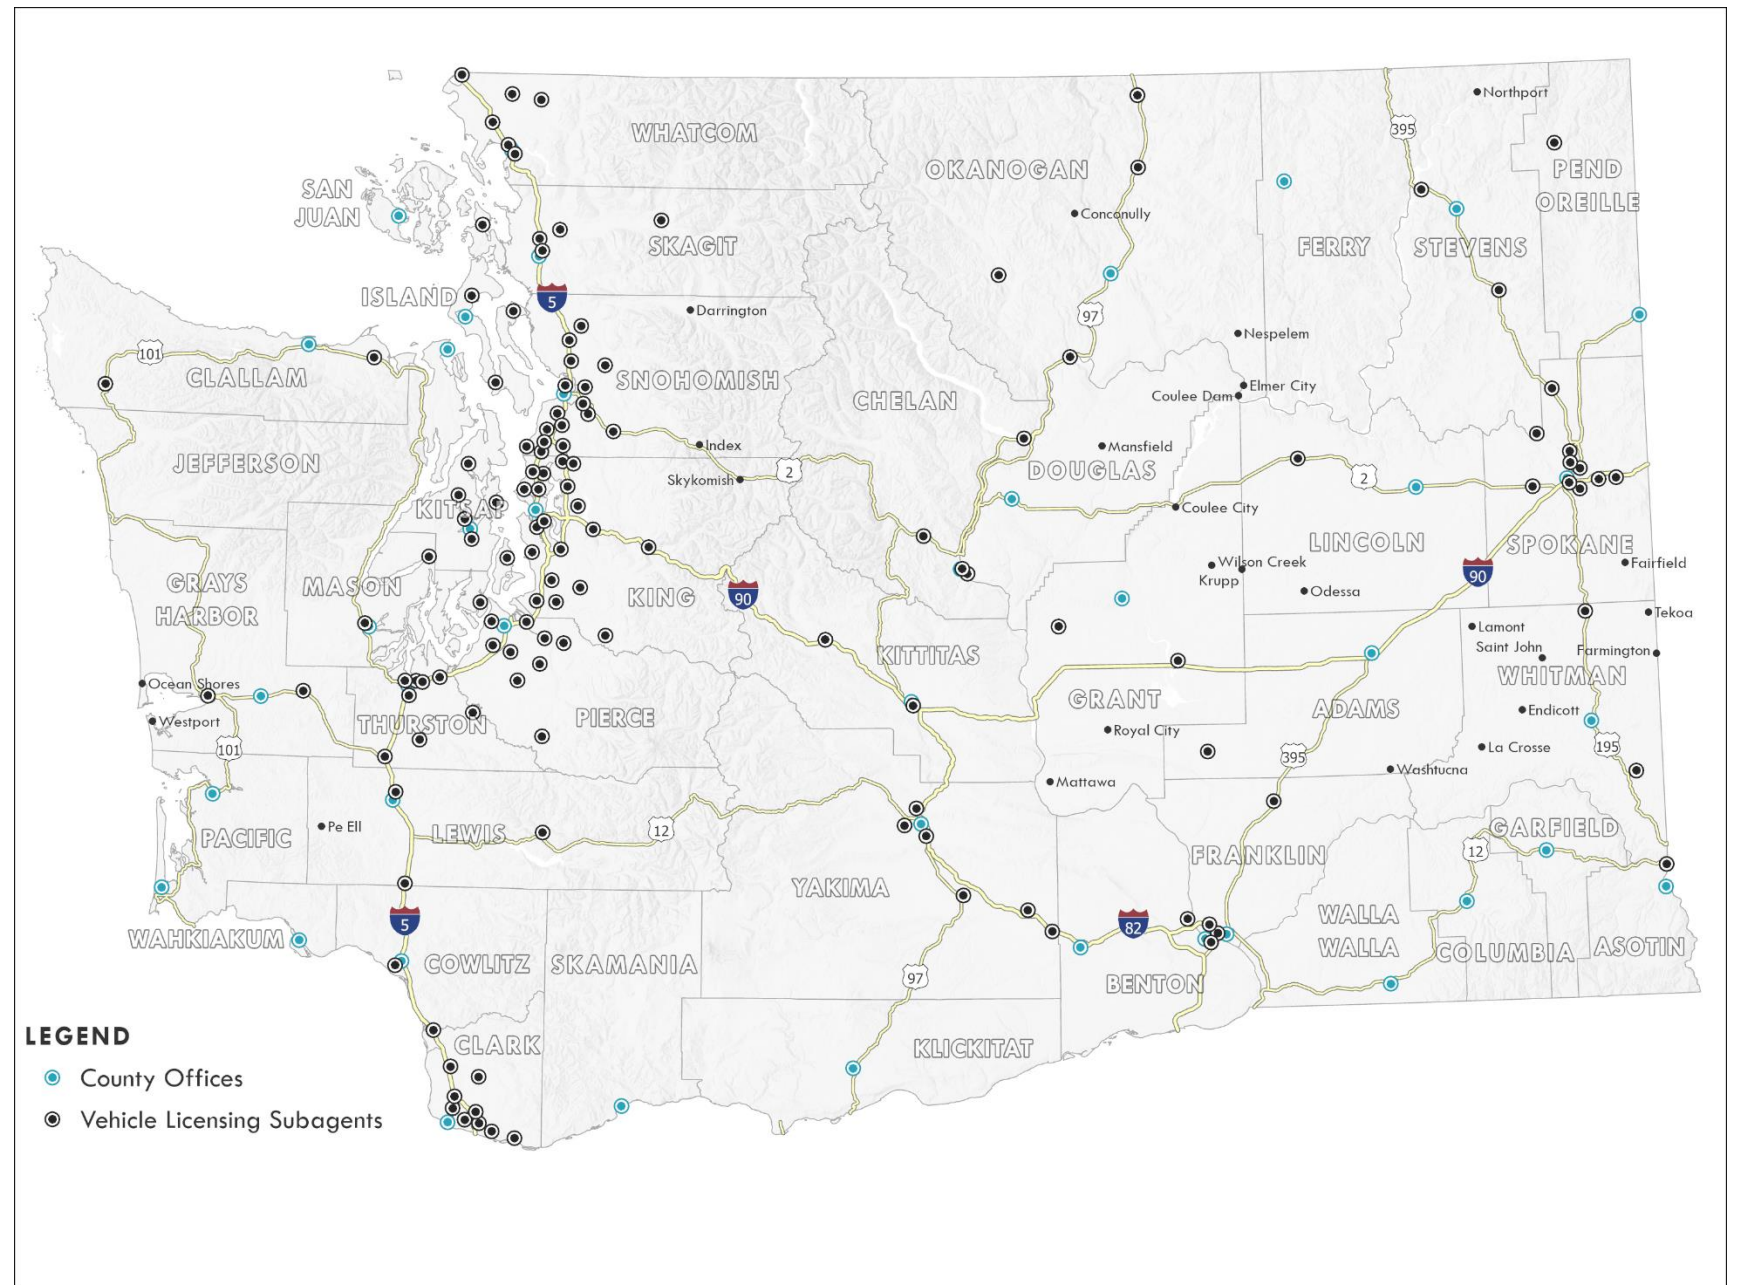 Northport
395
WHATCOM
PEND
OREILLE
OKANOGAN
SAN
JUAN
Conconully
SKAGIT
FERRY
STEVENS
ISLAND
5
Darrington
97
Nespelem
101
CLALLAM
SNOHOMISH
CHELAN
Elmer City
Coulee Dam
Index
Mansfield
JEFFERSON
DOUGLAS
Skykomish
2
2
KITSAP
Coulee City
LINCOLN
SPOKANE
Wilson Creek
Krupp
Fairfield
90
GRAYS
HARBOR
MASON
KING
90
Odessa
Tekoa
Lamont
Saint John
Farmington
KITTITAS
WHITMAN
Ocean Shores
GRANT
ADAMS
Westport
THURSTON
PIERCE
Endicott
Royal City
101
La Crosse
195
395
Mattawa
Washtucna
Pe Ell
PACIFIC
LEWIS
12
GARFIELD
12
FRANKLIN
YAKIMA
5
82
WALLA
WALLA
WAHKIAKUM
COWLITZ
SKAMANIA
COLUMBIA
ASOTIN
97
BENTON
LEGEND
CLARK
KLICKITAT
County Offices
Vehicle Licensing Subagents